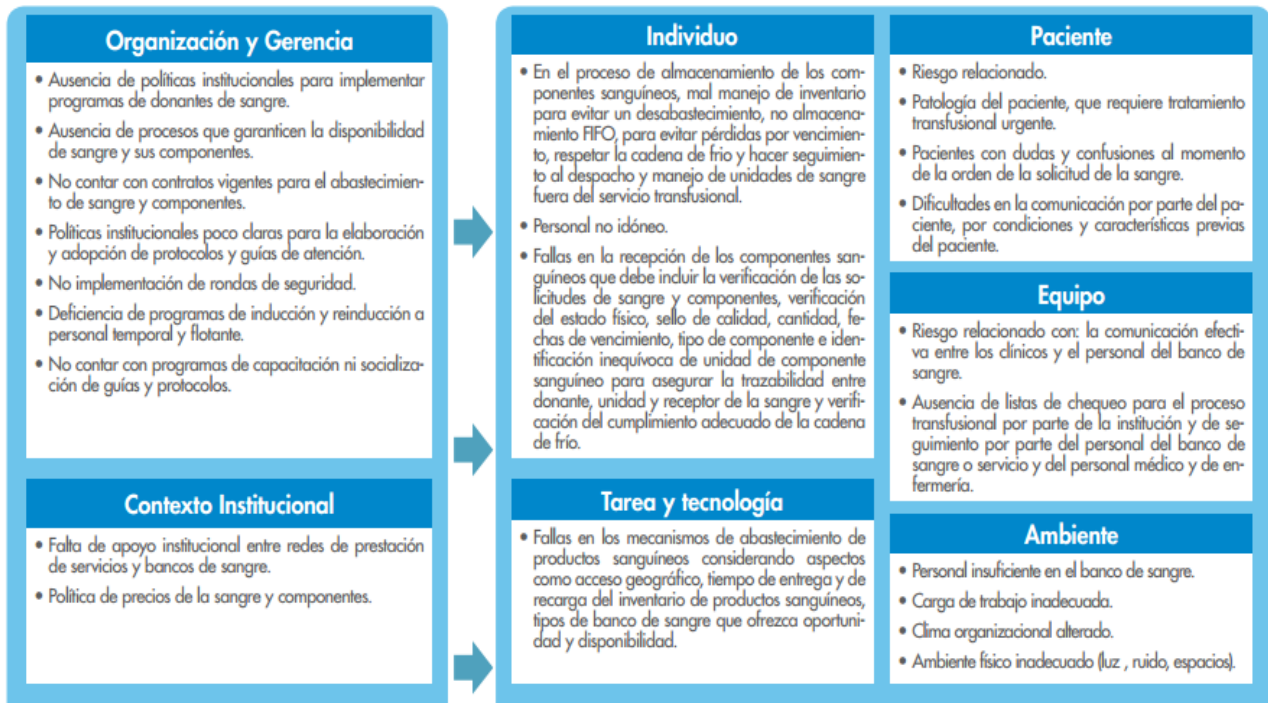 Organización y Gerencia
• Ausencia de políticas institucionales para implementar
programas de donantes de sangre.
• Ausencia de procesos que garanticen la disponibilidad
de sangre y sus componentes.
• No contar con contratos vigentes para el abastecimien-
to de sangre y componentes.
• Políticas institucionales poco claras para la elaboración
y adopción de protocolos y guías de atención.
• No implementación de rondas de seguridad.
• Deficiencia de programas de inducción y reinducción a
personal temporal y flotante.
• No contar con programas de capacitación ni socializa-
ción de guías y protocolos.
Contexto Institucional
• Falta de apoyo institucional entre redes de prestación
de servicios y bancos de sangre.
• Política de precios de la sangre y componentes.
Individuo
• En el proceso de almacenamiento de los com-
ponentes sanguíneos, mal manejo de inventario
para evitar un desabastecimiento, no almacena-
miento FIFO, para evitar pérdidas por vencimien-
to, respetar la cadena de frio y hacer seguimien-
to al despacho y manejo de unidades de sangre
fuera del servicio transfusional.
• Personal no idóneo.
• Fallas en la recepción de los componentes san-
guíneos que debe incluir la verificación de las so-
licitudes de sangre y componentes, verificación
del estado físico, sello de calidad, cantidad, fe-
chas de vencimiento, tipo de componente e iden-
tificación inequívoca de unidad de componente
sanguíneo para asegurar la trazabilidad entre
donante, unidad y receptor de la sangre y verifi-
cación del cumplimiento adecuado de la cadena
de frío.
Tarea y tecnología
• Fallas en los mecanismos de abastecimiento de
productos sanguíneos considerando aspectos
como acceso geográfico, tiempo de entrega y de
recarga del inventario de productos sanguíneos,
tipos de banco de sangre que ofrezca oportuni-
dad y disponibilidad.
Paciente
• Riesgo relacionado.
• Patología del paciente, que requiere tratamiento
transfusional urgente.
• Pacientes con dudas y confusiones al momento
de la orden de la solicitud de la sangre.
• Dificultades en la comunicación por parte del pa-
ciente, por condiciones y características previas
del paciente.
Equipo
• Riesgo relacionado con: la comunicación efecti-
va entre los clínicos y el personal del banco de
sangre.
• Ausencia de listas de chequeo para el proceso
transfusional por parte de la institución y de se-
guimiento por parte del personal del banco de
sangre o servicio y del personal médico y de en-
fermería.
Ambiente
• Personal insuficiente en el banco de sangre.
• Carga de trabajo inadecuada.
• Clima organizacional alterado.
• Ambiente físico inadecuado (luz , ruido, espacios).